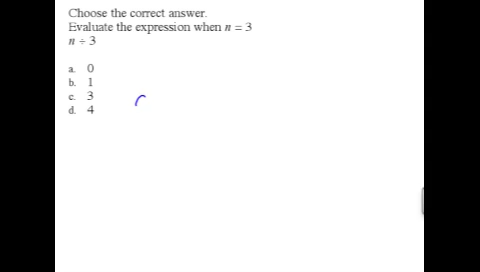 Choose the correct answer.
Evaluate the expression when n = 3
n ÷ 3
a. 0
b. 1
c. 3
d. 4